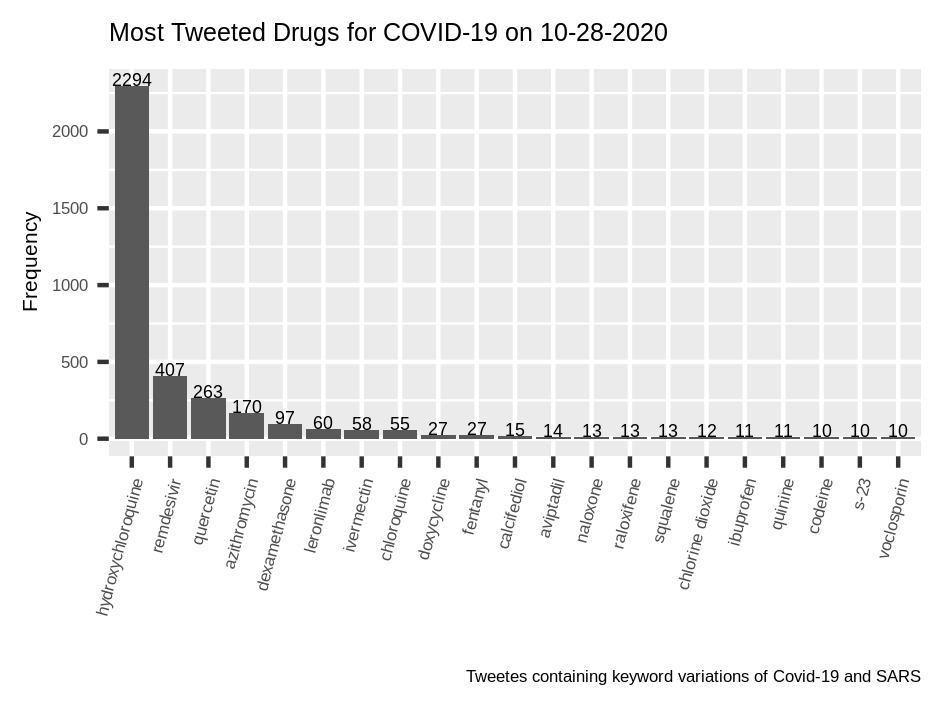 Most Tweeted Drugs for COVID-19 on 10-28-2020
Frequency
2000
1500
1000
500
0
2294
407
263
170
97
60
58
55
27
27
15
14
13
13
13
12
11
11
10
10
10
hydroxychloroquine
remdesivir
quercetin
azithromycin
dexamethasone
leronlimab
ivermectin
chloroquine
doxycycline
fentanyl
calcifediol
aviptadil
naloxone
raloxifene
squalene
chlorine dioxide
ibuprofen
quinine
codeine
s-23
voclosporin
Tweetes containing keyword variations of Covid-19 and SARS